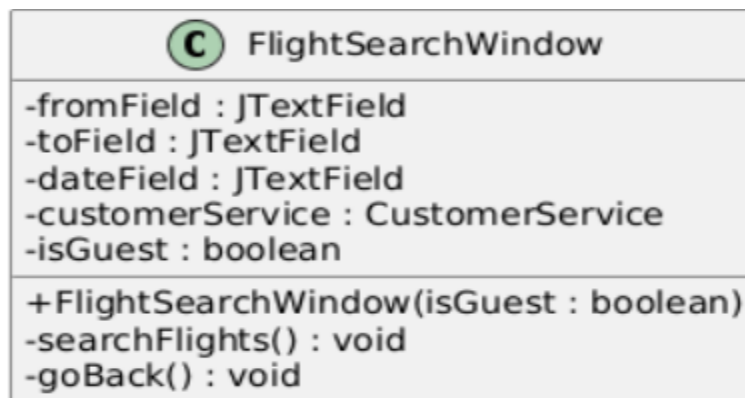 C FlightSearchWindow
-fromField : JTextField
-toField : JTextField
-dateField : JTextField
-customerService : CustomerService
-isGuest : boolean
+FlightSearchWindow(isGuest : boolean)
-searchFlights() : void
-goBack() : void